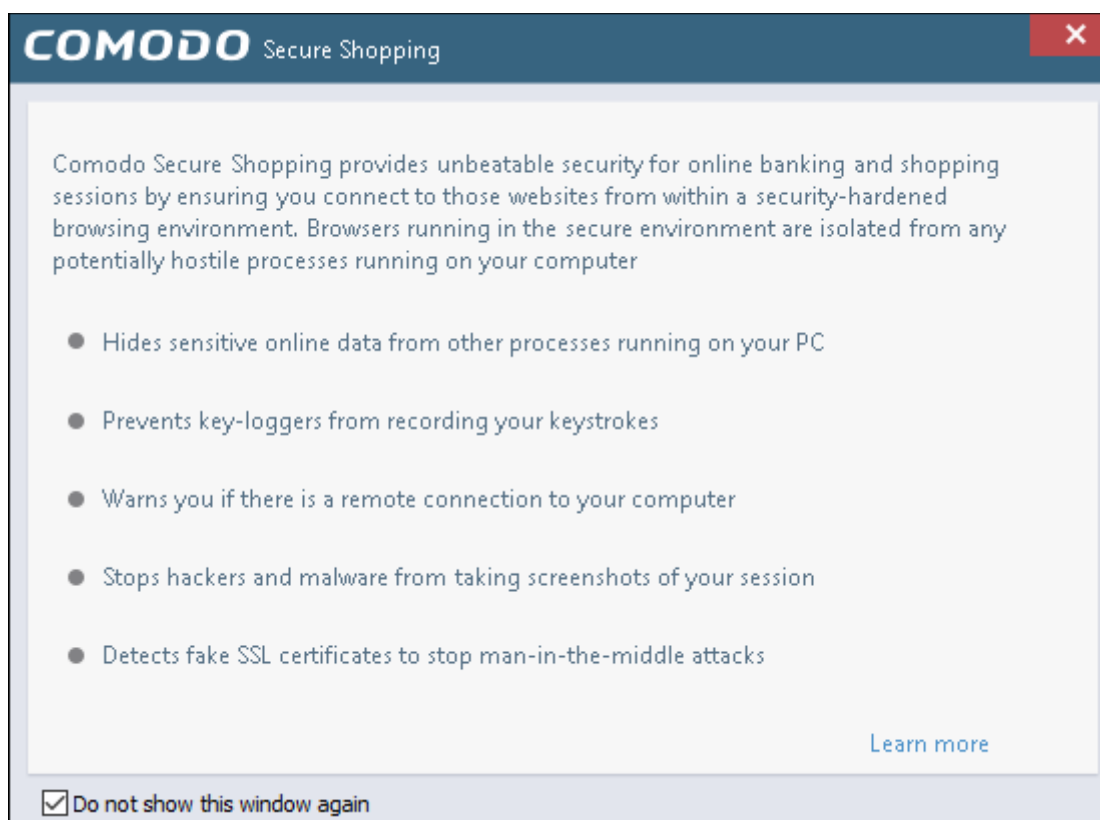 COMODO Secure Shopping
Comodo Secure Shopping provides unbeatable security for online banking and shopping
sessions by ensuring you connect to those websites from within a security-hardened
browsing environment. Browsers running in the secure environment are isolated from any
potentially hostile processes running on your computer
Hides sensitive online data from other processes running on your PC
Prevents key-loggers from recording your keystrokes
Warns you if there is a remote connection to your computer
Stops hackers and malware from taking screenshots of your session
Detects fake SSL certificates to stop man-in-the-middle attacks
Learn more
Do not show this window again